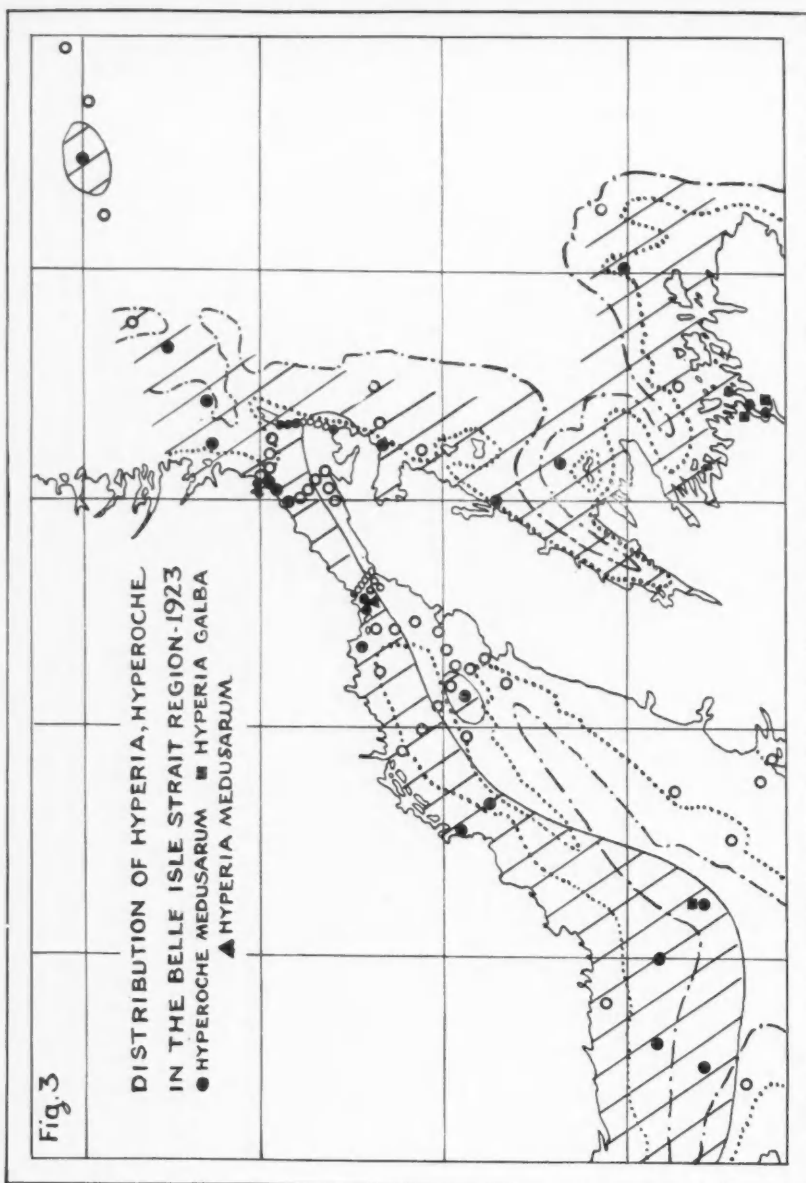 Fig. 3
DISTRIBUTION OF HYPERIA, HYPEROCHE
IN THE BELLE ISLE STRAIT REGION-1923
● HYPEROCHE MEDUSARUM ■ HYPERIA GALBA
▲ HYPERIA MEDUSARUM